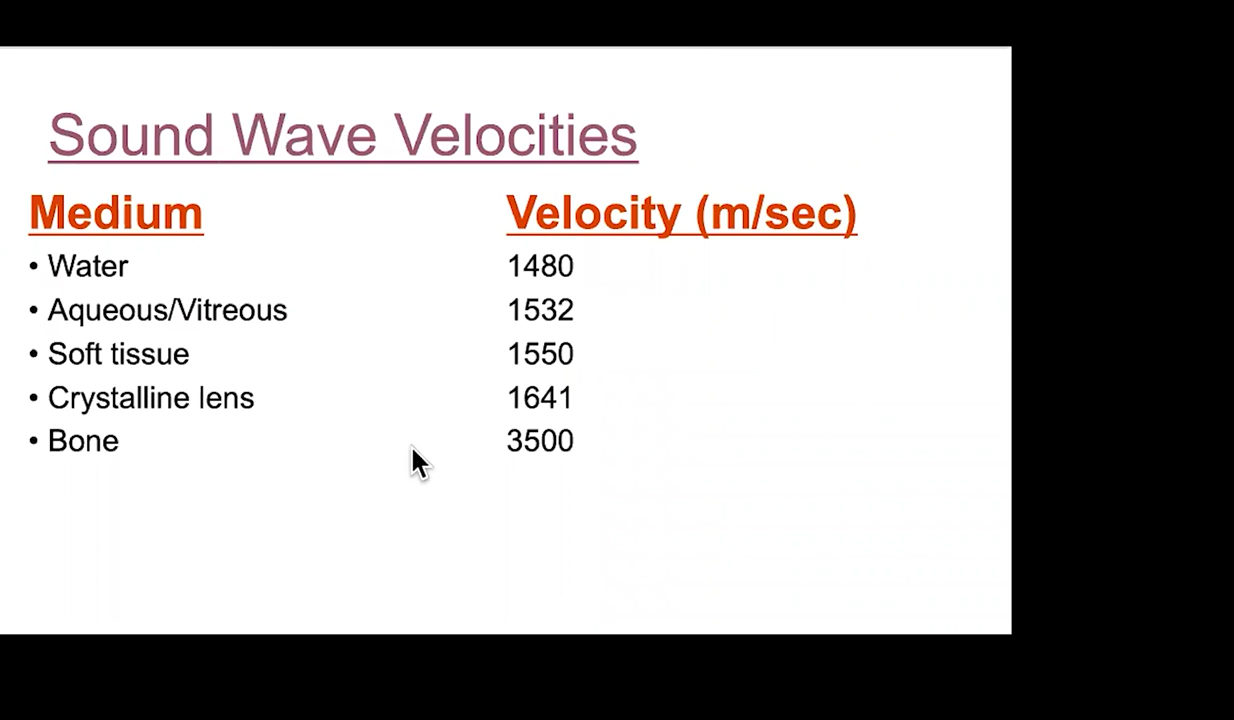 Sound Wave Velocities
Medium Velocity (m/sec)
• Water 1480
• Aqueous/Vitreous 1532
• Soft tissue 1550
• Crystalline lens 1641
• Bone 3500